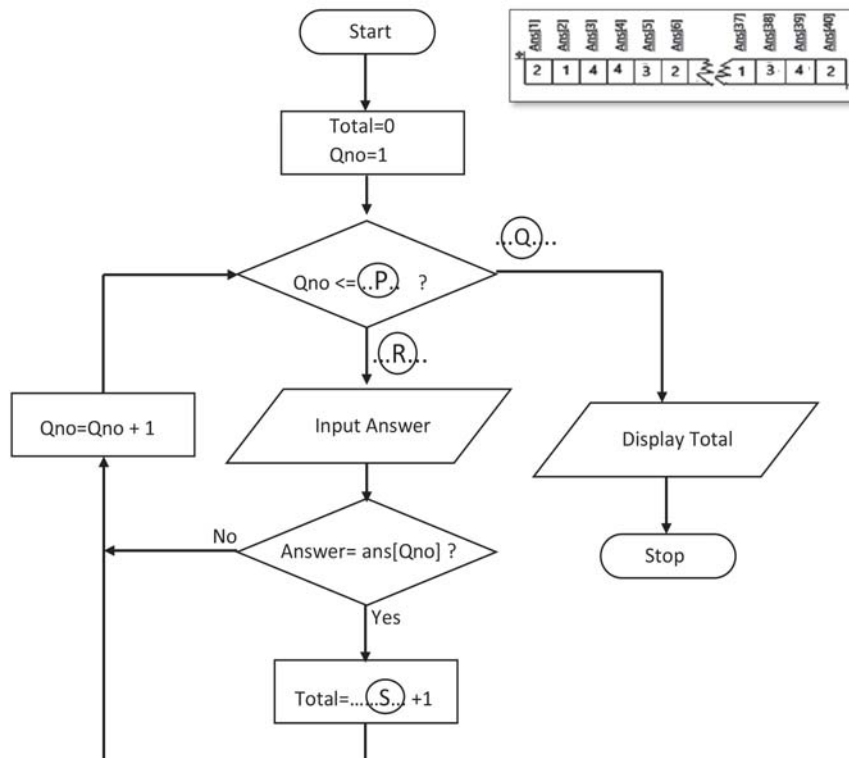 Start
Ans[1] Ans[2] Ans[3] Ans[4] Ans[5] Ans[6] Ans[37] Ans[38] Ans[39] Ans[40]
2 1 4 4 3 2 1 3 4 2
Total=0
Qno=1
...Q....
Qno <= ..P.. ?
...R...
Qno=Qno + 1
Input Answer
Display Total
No
Answer= ans[Qno] ?
Stop
Yes
Total=......S... +1